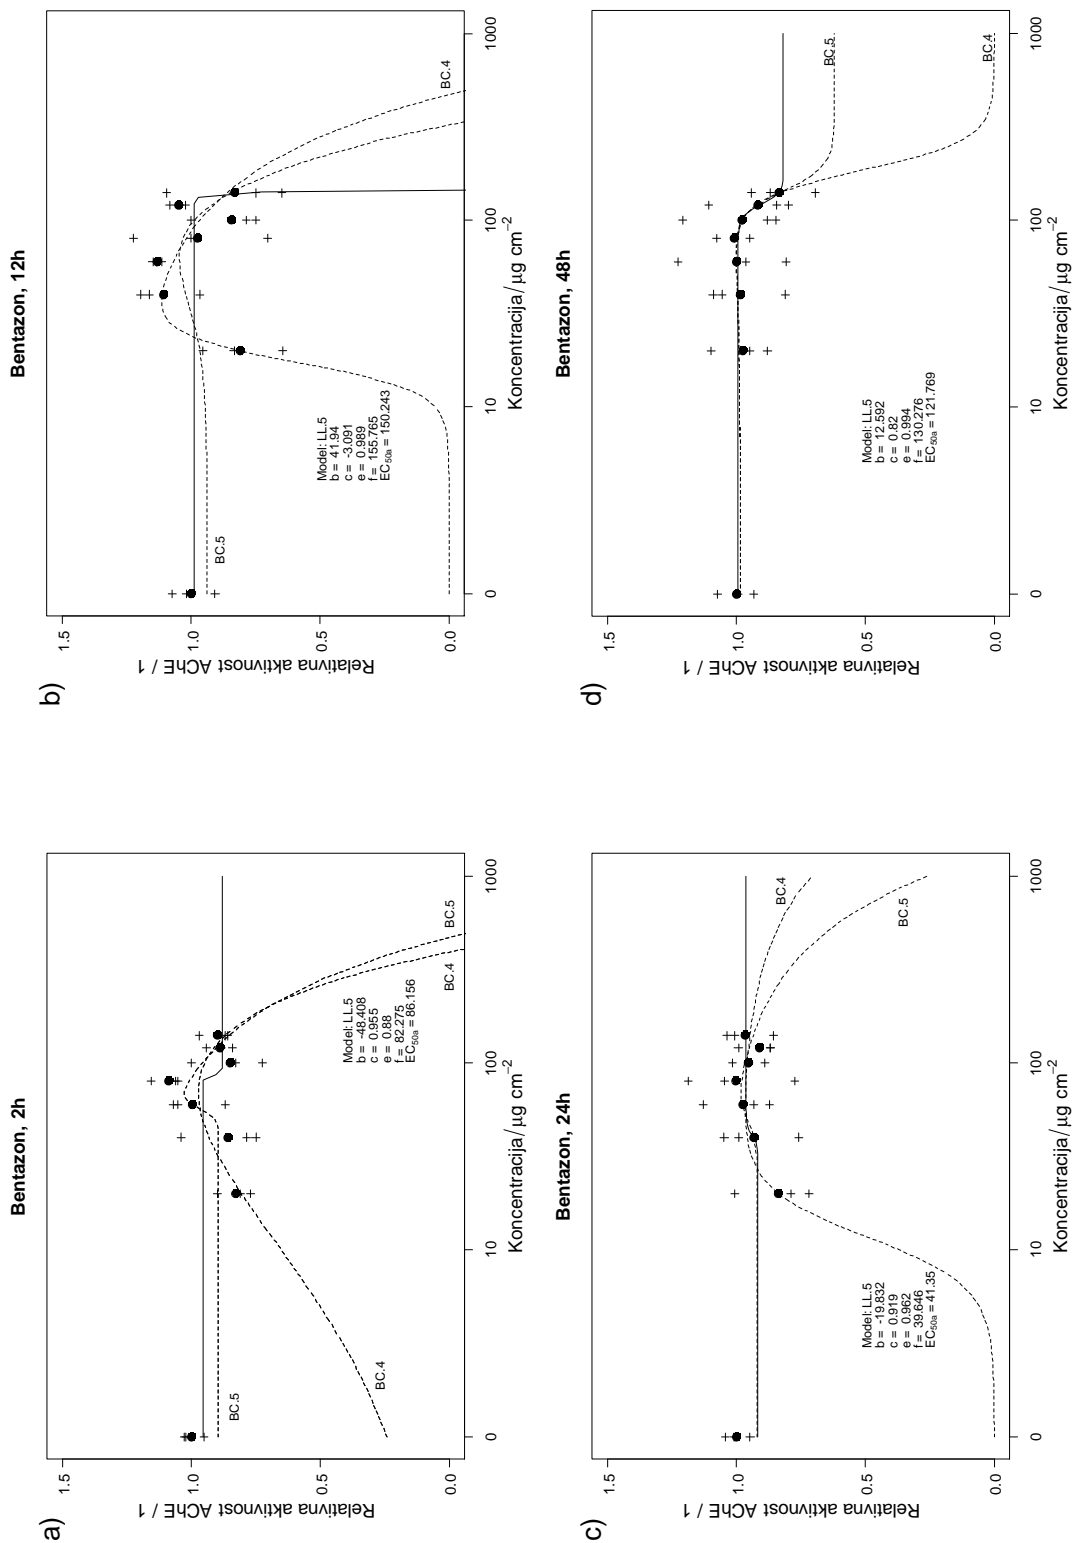 a)
Bentazon, 2h
Relativna aktivnost AChE / 1
0.0
0.5
1.0
1.5
BC.5
BC.4
Model: LL.5
b = -48.408
c = 0.955
e = 0.88
f = 82.275
EC50a = 86.156
BC.4
BC.5
0
10
100
1000
Koncentracija/μg cm−2
b)
Bentazon, 12h
Relativna aktivnost AChE / 1
0.0
0.5
1.0
1.5
BC.5
Model: LL.5
b = 41.94
c = -3.091
e = 0.989
f = 155.765
EC50a = 150.243
BC.4
0
10
100
1000
Koncentracija/μg cm−2
c)
Bentazon, 24h
Relativna aktivnost AChE / 1
0.0
0.5
1.0
1.5
Model: LL.5
b = -19.832
c = 0.919
e = 0.962
f = 39.646
EC50a = 41.35
BC.4
BC.5
0
10
100
1000
Koncentracija/μg cm−2
d)
Bentazon, 48h
Relativna aktivnost AChE / 1
0.0
0.5
1.0
1.5
Model: LL.5
b = 12.592
c = 0.82
e = 0.994
f = 130.276
EC50a = 121.769
BC.5
BC.4
0
10
100
1000
Koncentracija/μg cm−2